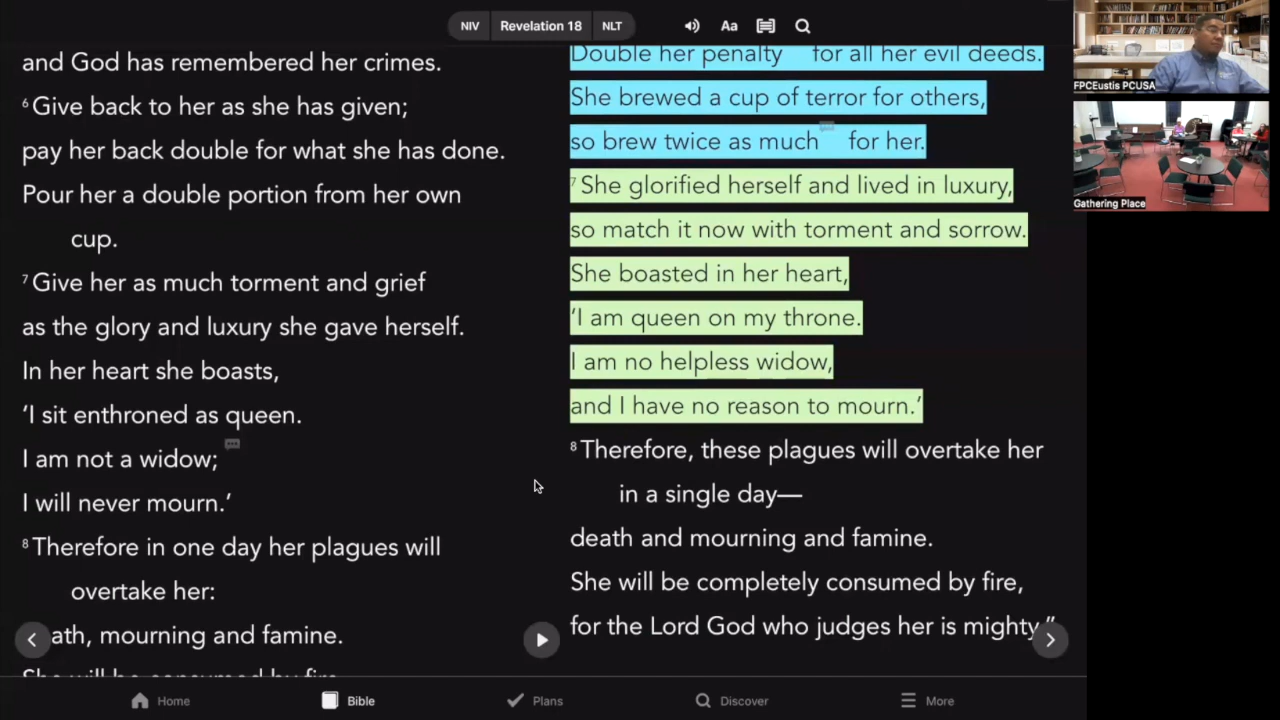 NIV Revelation 18 NLT
Aa
and God has remembered her crimes.
6 Give back to her as she has given;
pay her back double for what she has done.
Pour her a double portion from her own
cup.
7 Give her as much torment and grief
as the glory and luxury she gave herself.
In her heart she boasts,
‘I sit enthroned as queen.
I am not a widow;
I will never mourn.’
8 Therefore in one day her plagues will
overtake her:
ath, mourning and famine.
She will be consumed by fire,
Double her penalty for all her evil deeds.
She brewed a cup of terror for others,
so brew twice as much for her.
7 She glorified herself and lived in luxury,
so match it now with torment and sorrow.
She boasted in her heart,
‘I am queen on my throne.
I am no helpless widow,
and I have no reason to mourn.’
8 Therefore, these plagues will overtake her
in a single day—
death and mourning and famine.
She will be completely consumed by fire,
for the Lord God who judges her is mighty.”
FPCEustis PCUSA
Gathering Place
Home
Bible
Plans
Discover
More